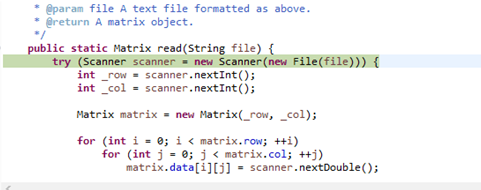 * @param file A text file formatted as above.
* @return A matrix object.
*/
public static Matrix read(String file) {
try (Scanner scanner = new Scanner(new File(file))) {
int _row = scanner.nextInt();
int _col = scanner.nextInt();
Matrix matrix = new Matrix(_row, _col);
for (int i = 0; i < matrix.row; ++i)
for (int j = 0; j < matrix.col; ++j)
matrix.data[i][j] = scanner.nextDouble();